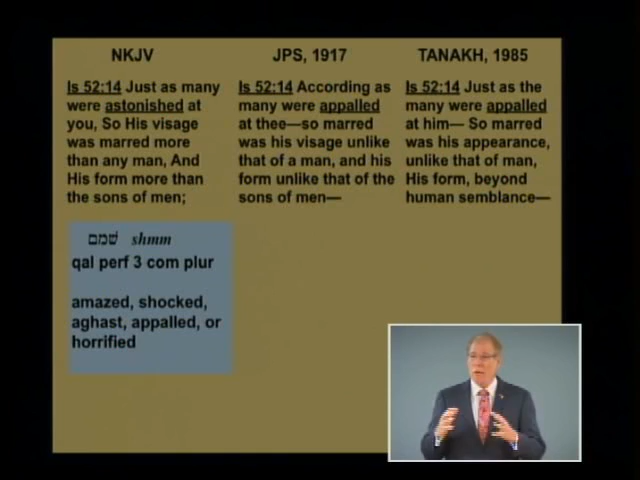 NKJV
Is 52:14 Just as many
were astonished at
you, So His visage
was marred more
than any man, And
His form more than
the sons of men;
JPS, 1917
Is 52:14 According as
many were appalled
at thee—so marred
was his visage unlike
that of a man, and his
form unlike that of the
sons of men—
TANAKH, 1985
Is 52:14 Just as the
many were appalled
at him— So marred
was his appearance,
unlike that of man,
His form, beyond
human semblance—
שׁמם shmm
qal perf 3 com plur
amazed, shocked,
aghast, appalled, or
horrified